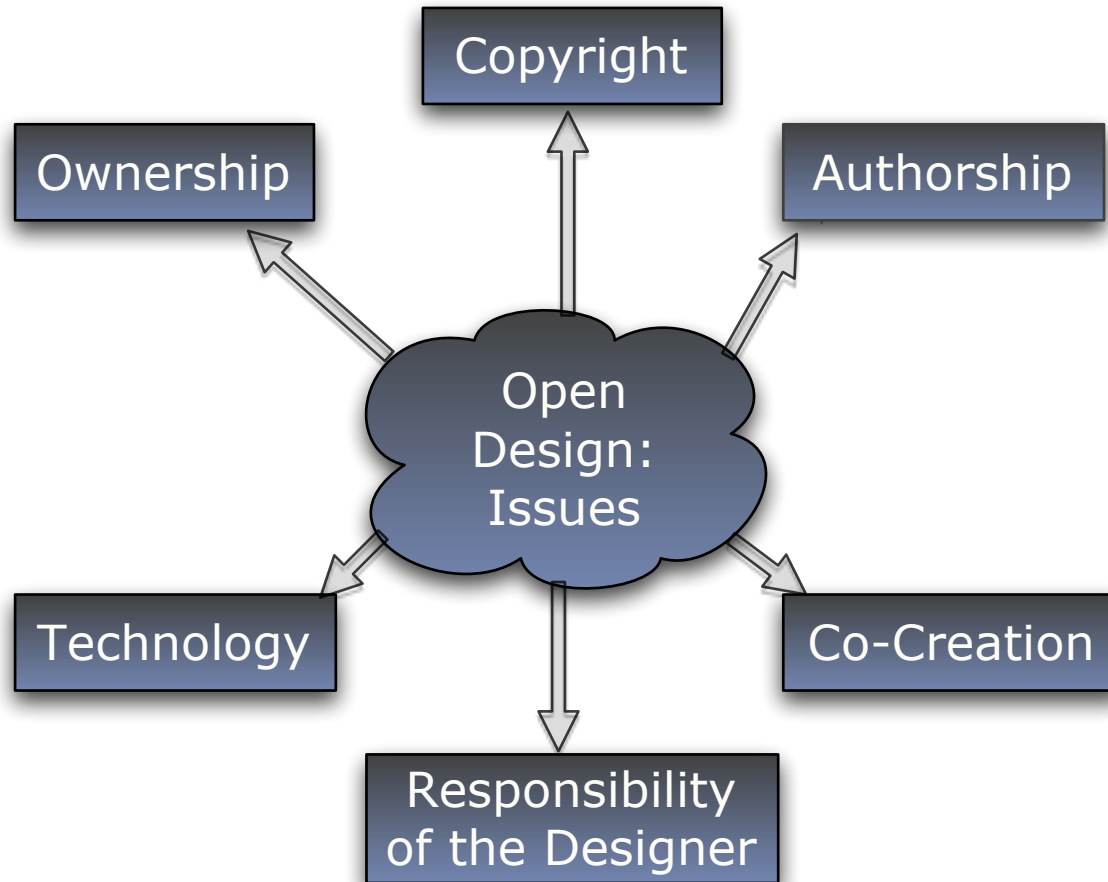 Copyright
Ownership
Authorship
Open
Design:
Issues
Technology
Co-Creation
Responsibility
of the Designer